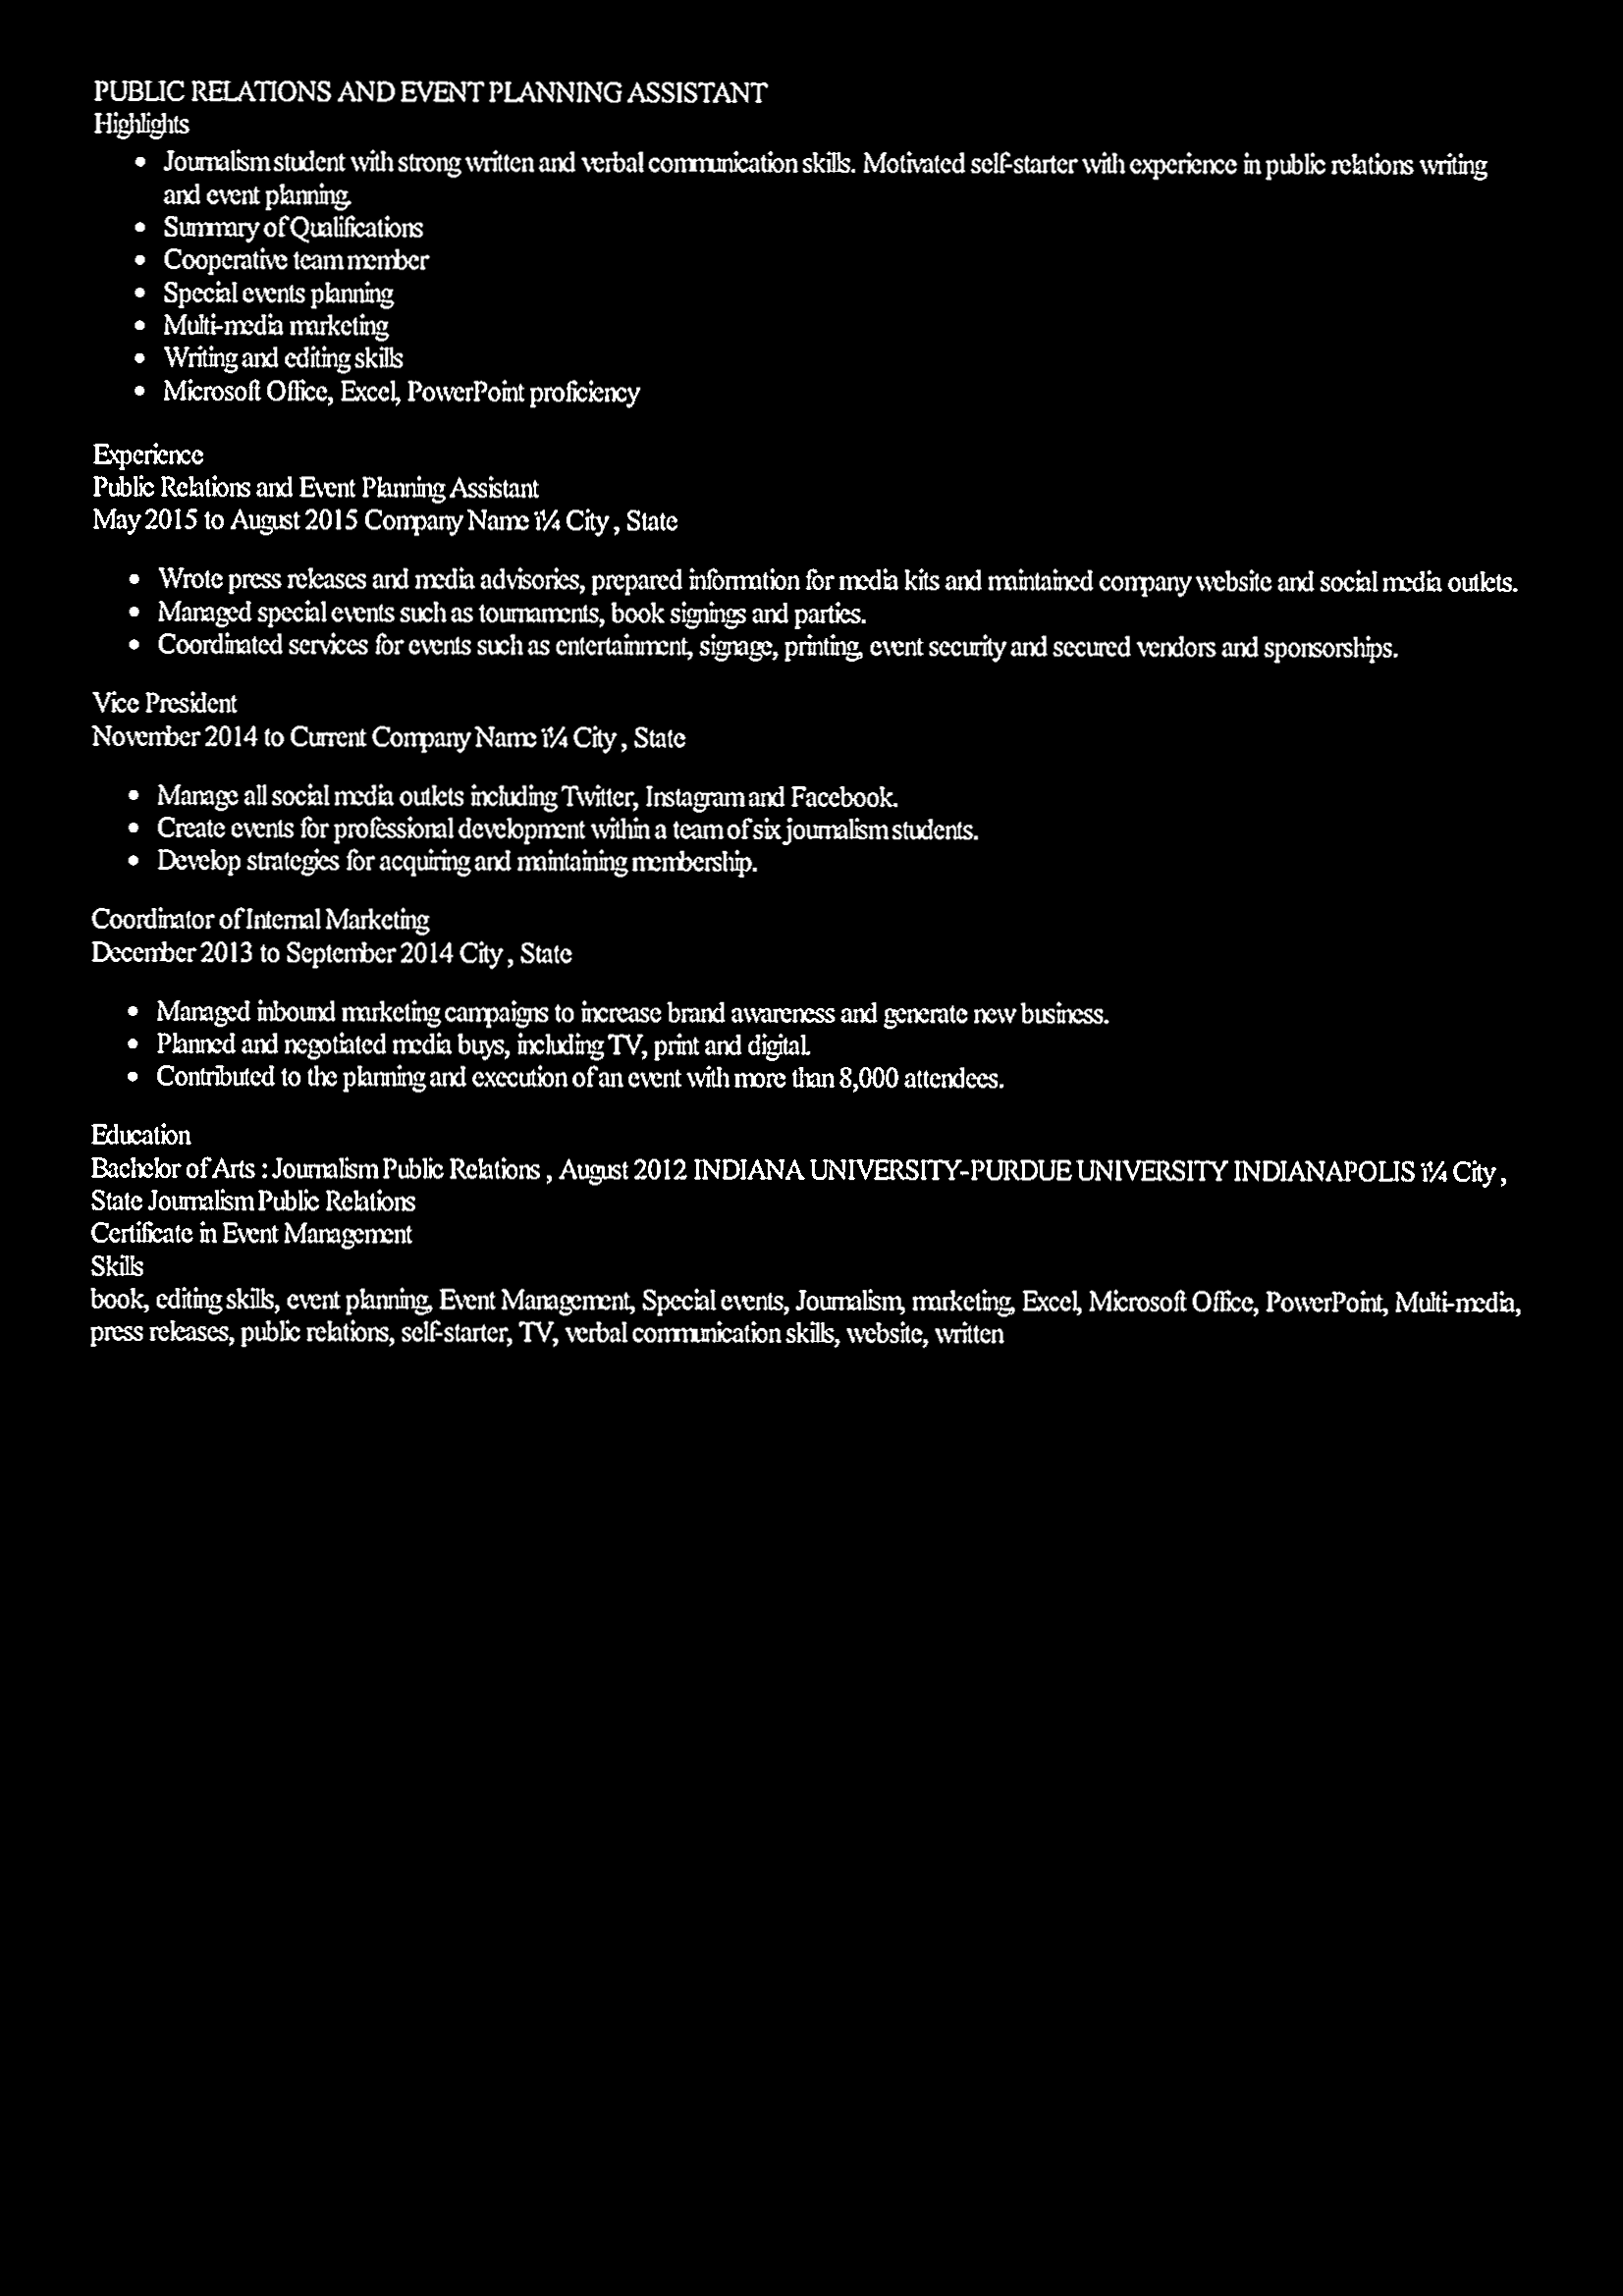 PUBLIC RELATIONS AND EVENT PLANNING ASSISTANT
Highlights
• Journalism student with strong written and verbal communication skills. Motivated self-starter with experience in public relations writing
and event planning.
• Summary of Qualifications
• Cooperative team member
• Special events planning
• Multi-media marketing
• Writing and editing skills
• Microsoft Office, Excel, PowerPoint proficiency
Experience
Public Relations and Event Planning Assistant
May 2015 to August 2015 Company Name ï¼ City , State
• Wrote press releases and media advisories, prepared information for media kits and maintained company website and social media outlets.
• Managed special events such as tournaments, book signings and parties.
• Coordinated services for events such as entertainment, signage, printing, event security and secured vendors and sponsorships.
Vice President
November 2014 to Current Company Name ï¼ City , State
• Manage all social media outlets including Twitter, Instagram and Facebook.
• Create events for professional development within a team of six journalism students.
• Develop strategies for acquiring and maintaining membership.
Coordinator of Internal Marketing
December 2013 to September 2014 City , State
• Managed inbound marketing campaigns to increase brand awareness and generate new business.
• Planned and negotiated media buys, including TV, print and digital.
• Contributed to the planning and execution of an event with more than 8,000 attendees.
Education
Bachelor of Arts : Journalism Public Relations , August 2012 INDIANA UNIVERSITY-PURDUE UNIVERSITY INDIANAPOLIS ï¼ City ,
State Journalism Public Relations
Certificate in Event Management
Skills
book, editing skills, event planning, Event Management, Special events, Journalism, marketing, Excel, Microsoft Office, PowerPoint, Multi-media,
press releases, public relations, self-starter, TV, verbal communication skills, website, written